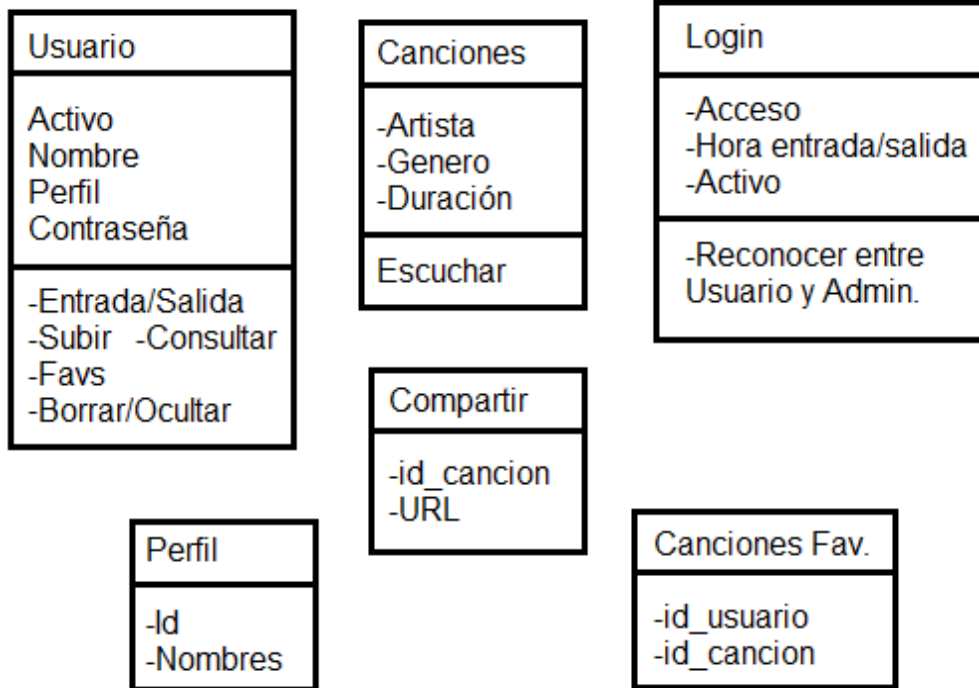 Usuario
Activo
Nombre
Perfil
Contraseña
-Entrada/Salida
-Subir -Consultar
-Favs
-Borrar/Ocultar
Canciones
-Artista
-Genero
-Duración
Escuchar
Login
-Acceso
-Hora entrada/salida
-Activo
-Reconocer entre
Usuario y Admin.
Compartir
-id_cancion
-URL
Perfil
-Id
-Nombres
Canciones Fav.
-id_usuario
-id_cancion